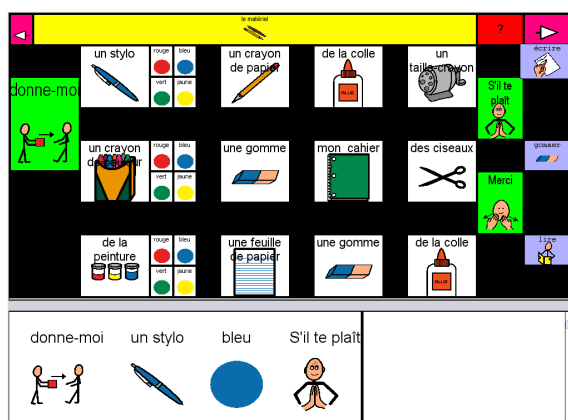 le matériel
?
écrire
un stylo
rouge bleu
vert jaune
un crayon
de papier
de la colle
GLUE
un
taille-crayon
donne-moi
S'il te
plaît
un crayon
de couleur
rouge bleu
vert jaune
une gomme
mon cahier
des ciseaux
gommer
Merci
de la
peinture
rouge bleu
vert jaune
une feuille
de papier
une gomme
de la colle
GLUE
lire
donne-moi
un stylo
bleu
S'il te plaît